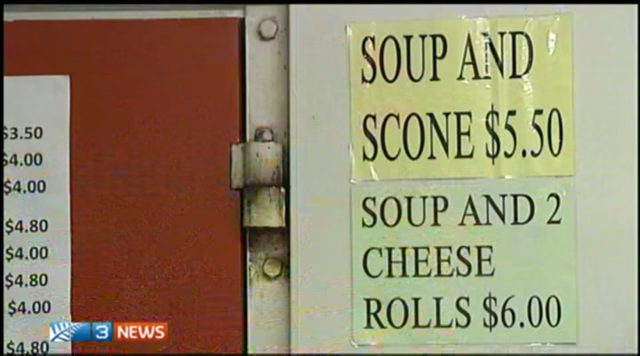 $3.50
$4.00
$4.00
$4.80
$4.00
$4.80
$4.00
$4.80
SOUP AND
SCONE $5.50
SOUP AND 2
CHEESE
ROLLS $6.00
3 NEWS